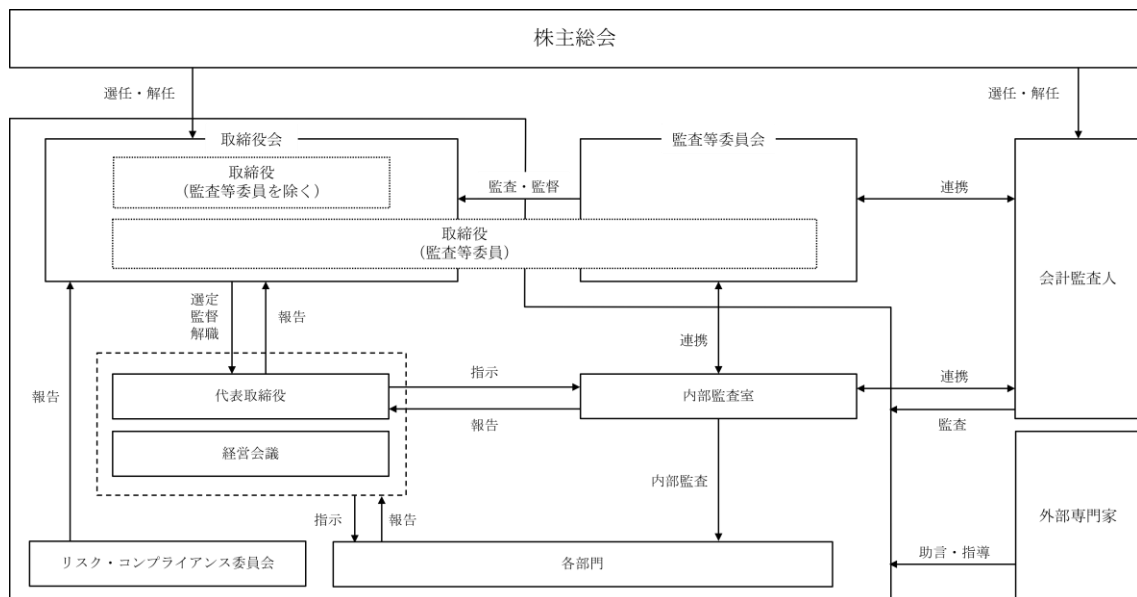 株主総会
選任・解任
選任・解任
取締役会
監査等委員会
取締役
（監査等委員を除く）
監査・監督
連携
取締役
（監査等委員）
会計監査人
選定
監督
解職
報告
連携
報告
代表取締役
指示
報告
内部監査室
連携
監査
経営会議
内部監査
指示
報告
外部専門家
リスク・コンプライアンス委員会
各部門
助言・指導